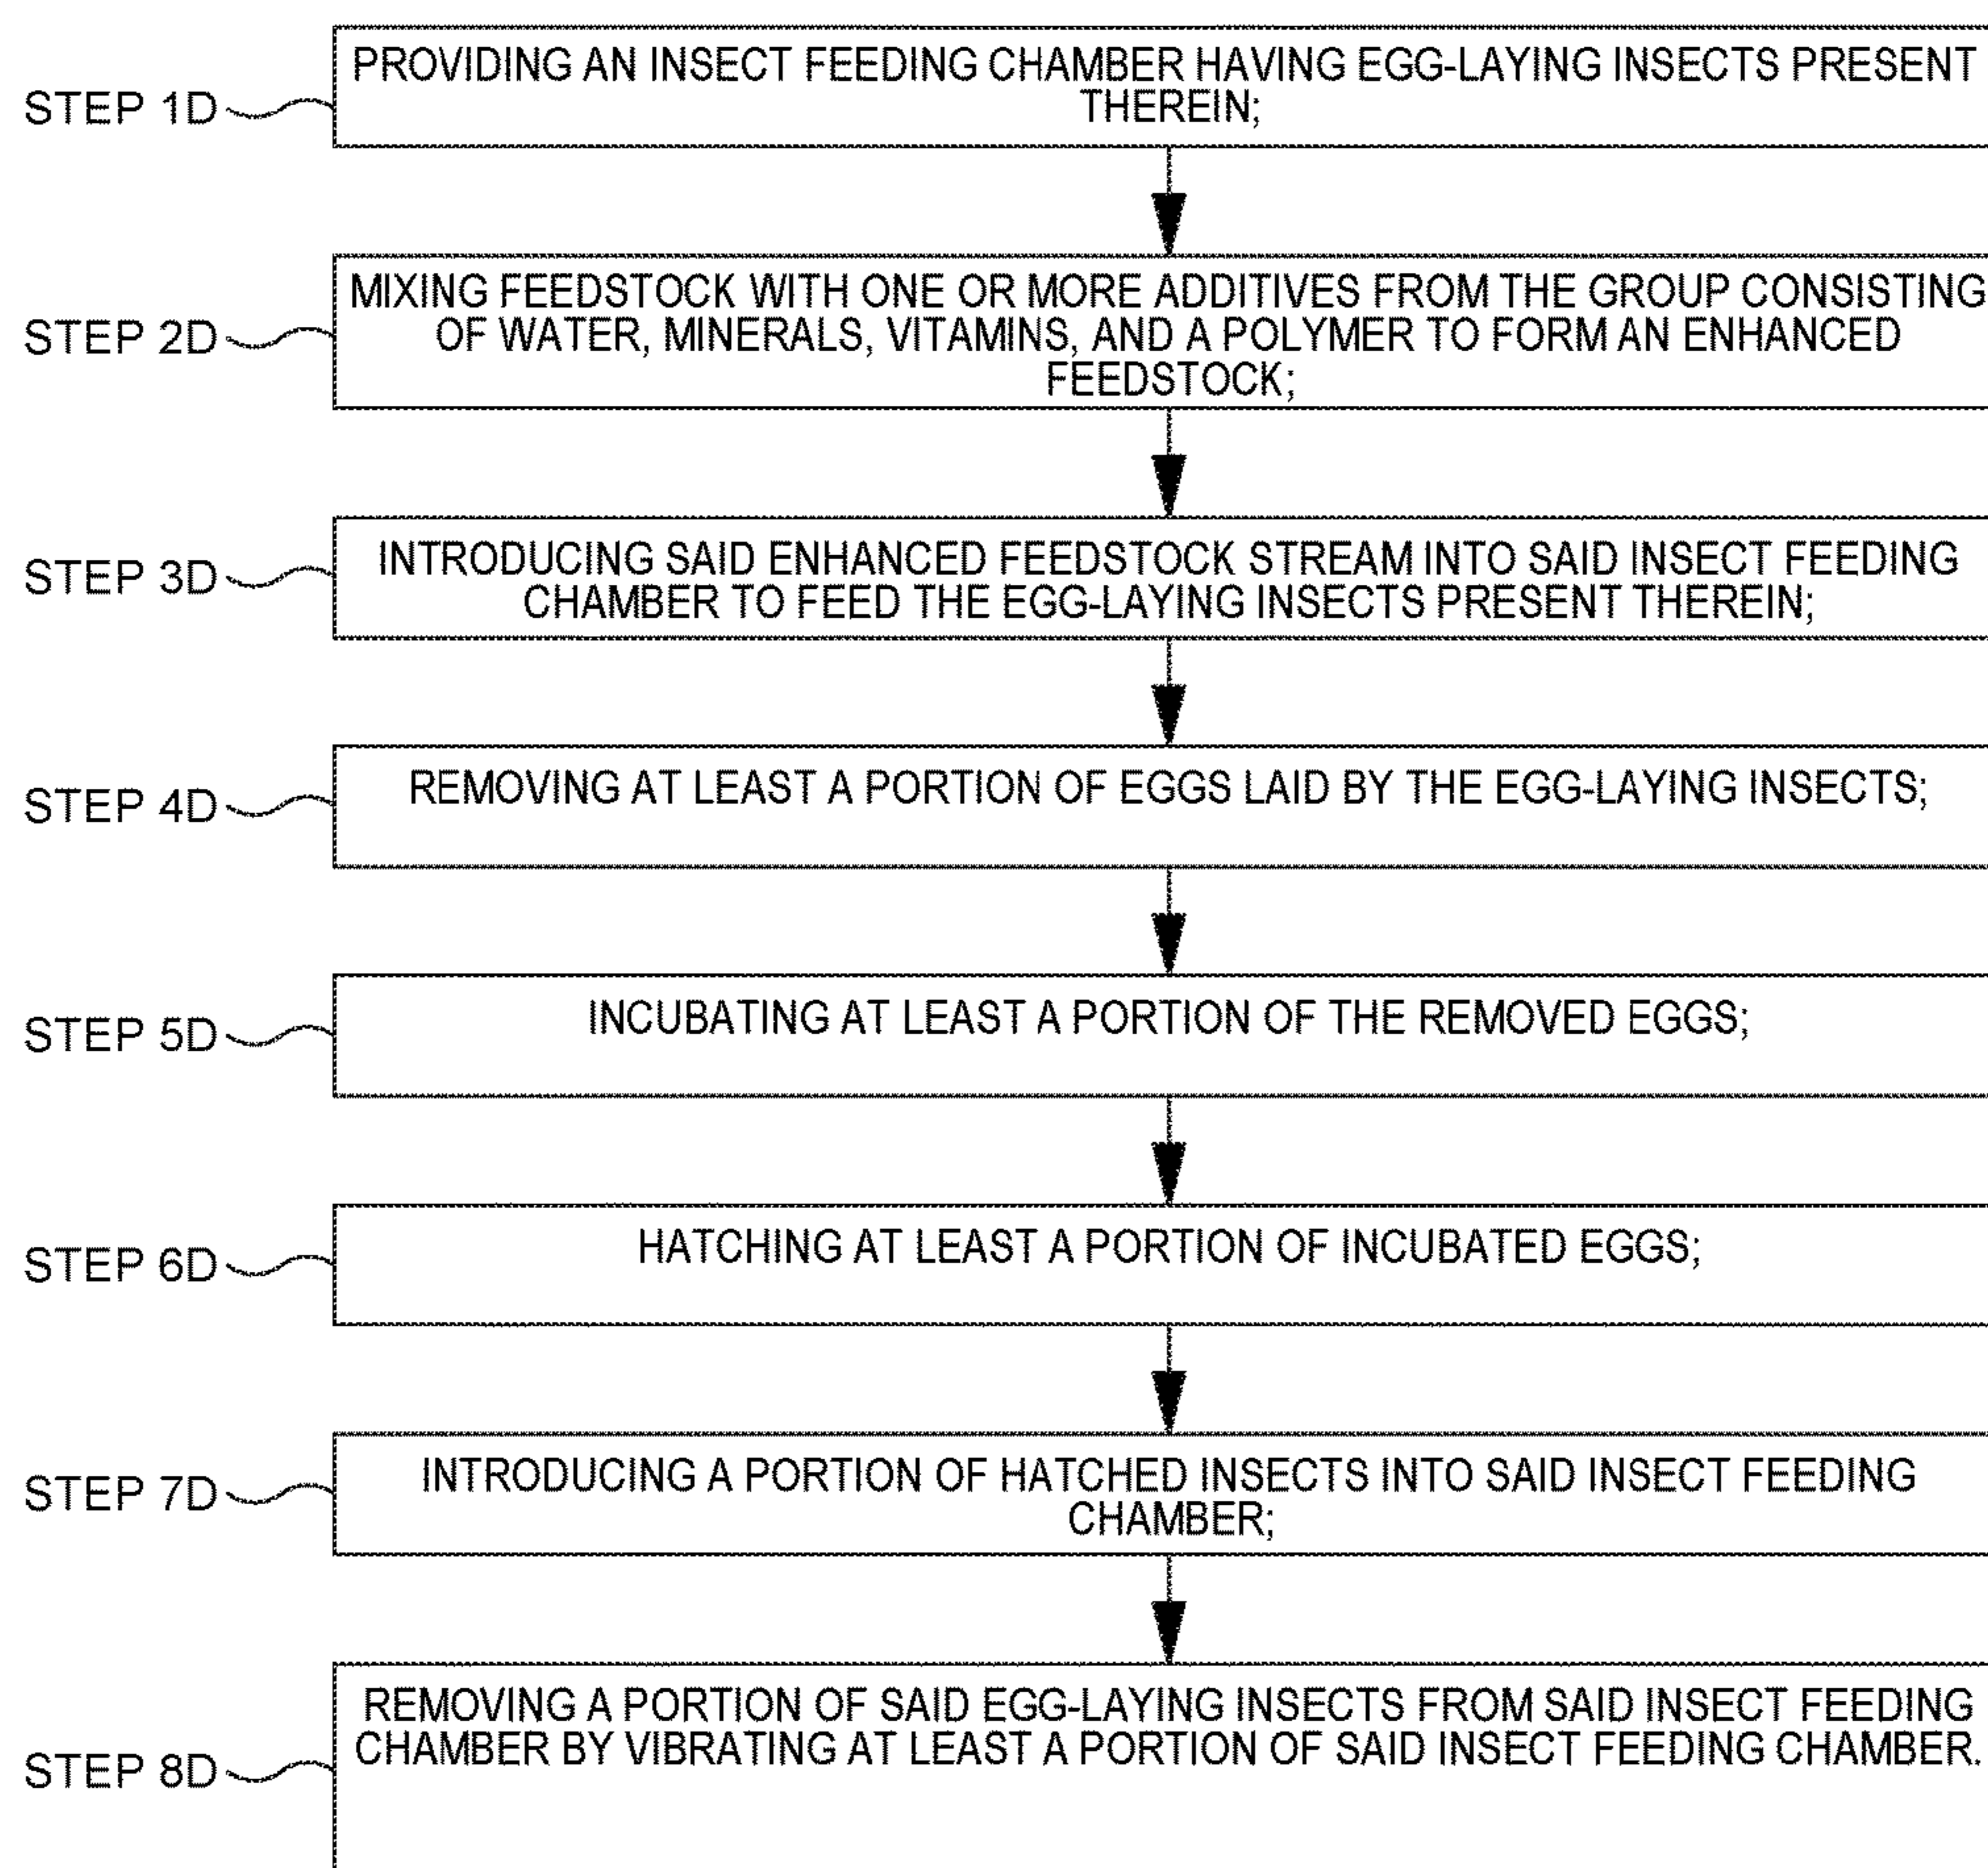 PROVIDING AN INSECT FEEDING CHAMBER HAVING EGG-LAYING INSECTS PRESENT
THEREIN;
STEP 1D
MIXING FEEDSTOCK WITH ONE OR MORE ADDITIVES FROM THE GROUP CONSISTING
OF WATER, MINERALS, VITAMINS, AND A POLYMER TO FORM AN ENHANCED
FEEDSTOCK;
STEP 2D
INTRODUCING SAID ENHANCED FEEDSTOCK STREAM INTO SAID INSECT FEEDING
CHAMBER TO FEED THE EGG-LAYING INSECTS PRESENT THEREIN;
STEP 3D
REMOVING AT LEAST A PORTION OF EGGS LAID BY THE EGG-LAYING INSECTS;
STEP 4D
INCUBATING AT LEAST A PORTION OF THE REMOVED EGGS;
STEP 5D
HATCHING AT LEAST A PORTION OF INCUBATED EGGS;
STEP 6D
INTRODUCING A PORTION OF HATCHED INSECTS INTO SAID INSECT FEEDING
CHAMBER;
STEP 7D
REMOVING A PORTION OF SAID EGG-LAYING INSECTS FROM SAID INSECT FEEDING
CHAMBER BY VIBRATING AT LEAST A PORTION OF SAID INSECT FEEDING CHAMBER.
STEP 8D